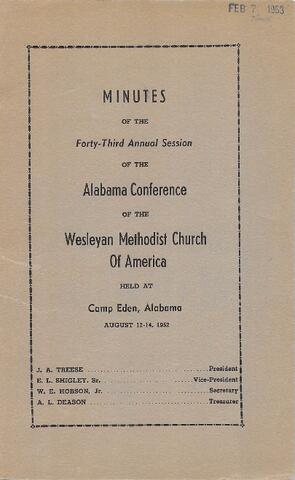 FEB 7 1953
MINUTES
OF THE
Forty-Third Annual Session
OF THE
Alabama Conference
OF THE
Wesleyan Methodist Church
Of America
HELD AT
Camp Eden, Alabama
AUGUST 12-14, 1952
J. A. TREESE ........................ President
E. L. SHIGLEY, Sr. ........................ Vice-President
W. E. HOBSON, Jr. ........................ Secretary
A. L. DEASON ........................ Treasurer